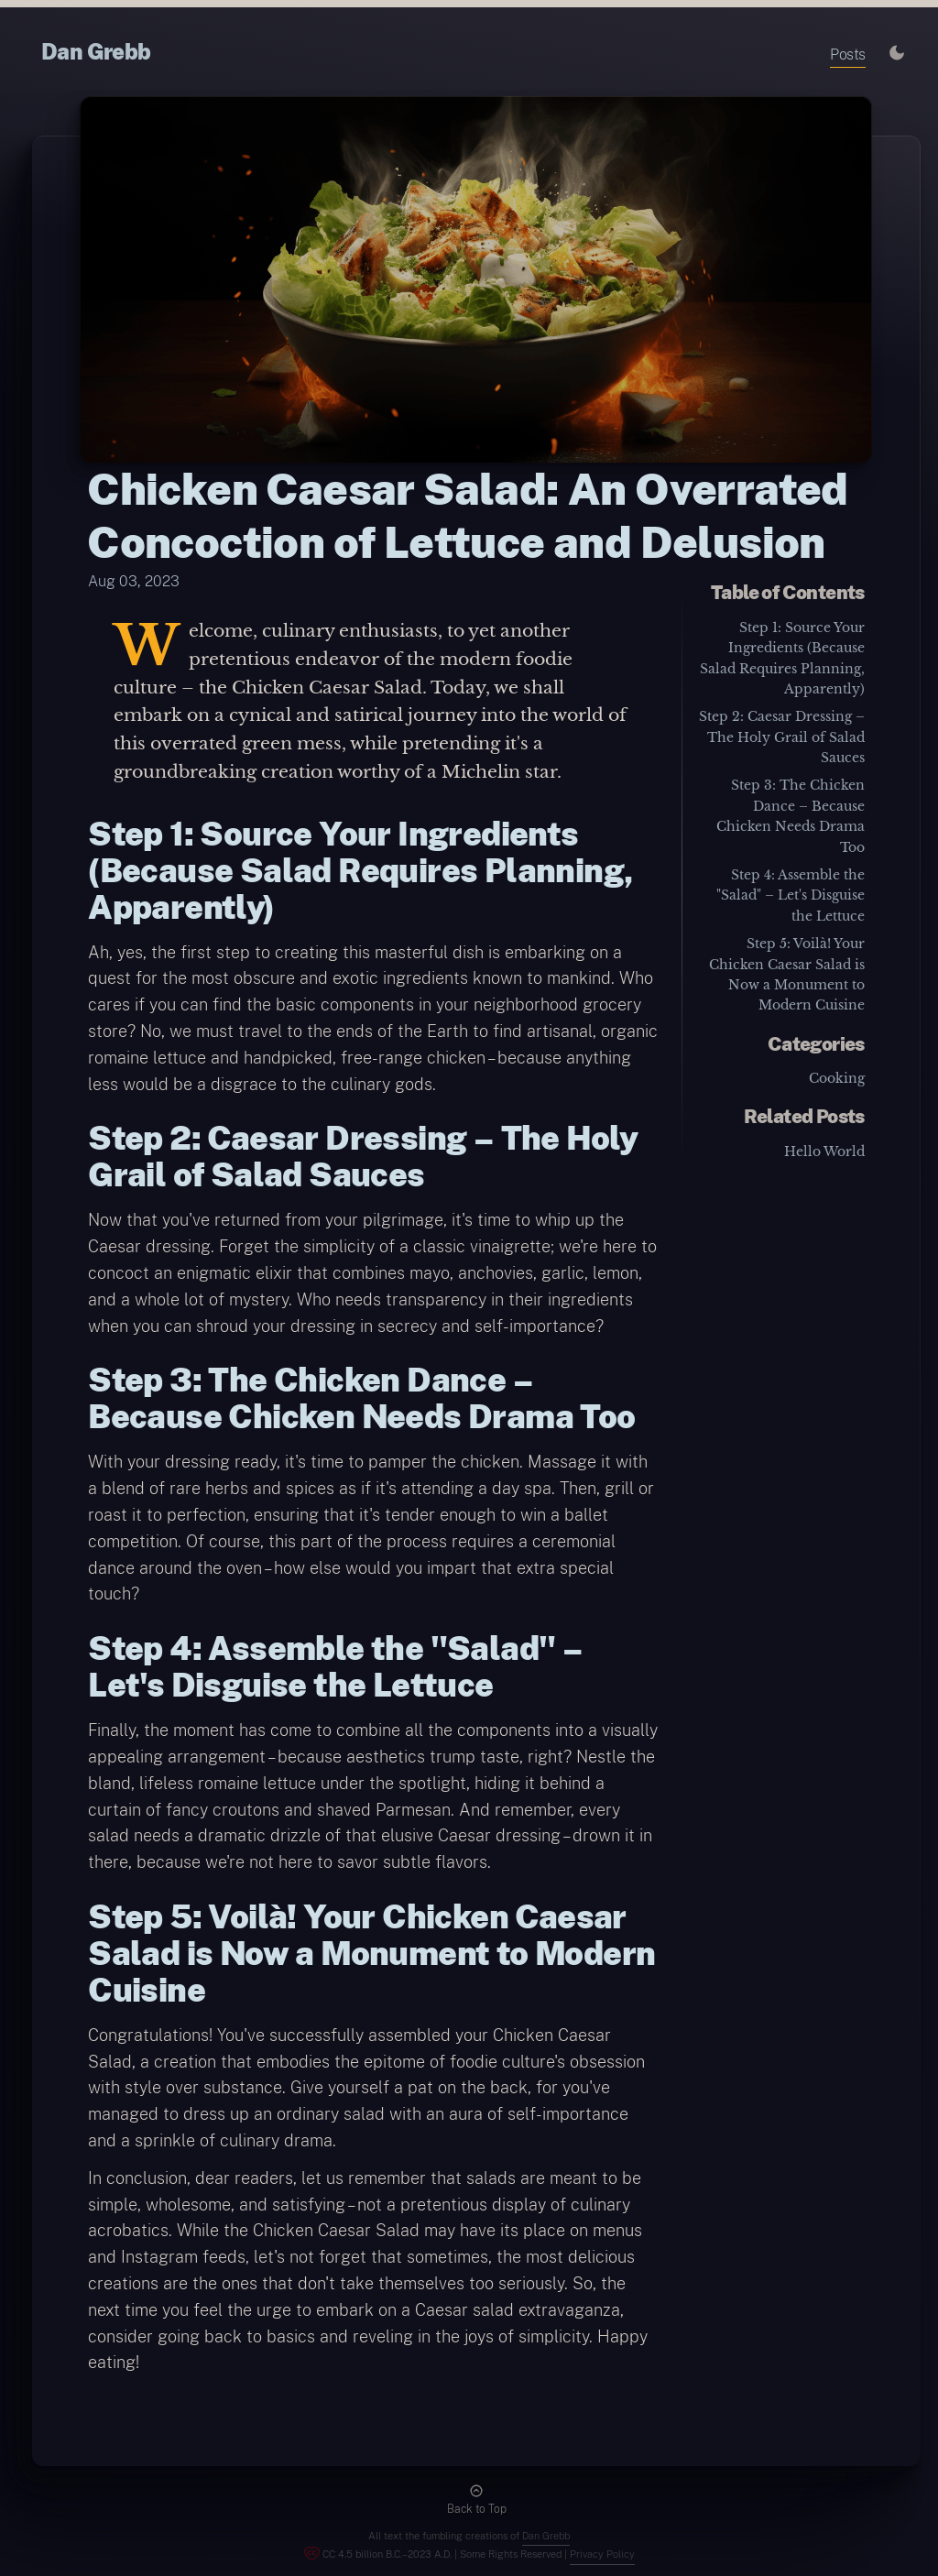 Dan Grebb
Posts
Chicken Caesar Salad: An Overrated
Concoction of Lettuce and Delusion
Aug 03, 2023
Welcome, culinary enthusiasts, to yet another
pretentious endeavor of the modern foodie
culture – the Chicken Caesar Salad. Today, we shall
embark on a cynical and satirical journey into the world of
this overrated green mess, while pretending it's a
groundbreaking creation worthy of a Michelin star.
Step 1: Source Your Ingredients
(Because Salad Requires Planning,
Apparently)
Ah, yes, the first step to creating this masterful dish is embarking on a
quest for the most obscure and exotic ingredients known to mankind. Who
cares if you can find the basic components in your neighborhood grocery
store? No, we must travel to the ends of the Earth to find artisanal, organic
romaine lettuce and handpicked, free-range chicken – because anything
less would be a disgrace to the culinary gods.
Step 2: Caesar Dressing – The Holy
Grail of Salad Sauces
Now that you've returned from your pilgrimage, it's time to whip up the
Caesar dressing. Forget the simplicity of a classic vinaigrette; we're here to
concoct an enigmatic elixir that combines mayo, anchovies, garlic, lemon,
and a whole lot of mystery. Who needs transparency in their ingredients
when you can shroud your dressing in secrecy and self-importance?
Step 3: The Chicken Dance –
Because Chicken Needs Drama Too
With your dressing ready, it's time to pamper the chicken. Massage it with
a blend of rare herbs and spices as if it's attending a day spa. Then, grill or
roast it to perfection, ensuring that it's tender enough to win a ballet
competition. Of course, this part of the process requires a ceremonial
dance around the oven – how else would you impart that extra special
touch?
Step 4: Assemble the "Salad" –
Let's Disguise the Lettuce
Finally, the moment has come to combine all the components into a visually
appealing arrangement – because aesthetics trump taste, right? Nestle the
bland, lifeless romaine lettuce under the spotlight, hiding it behind a
curtain of fancy croutons and shaved Parmesan. And remember, every
salad needs a dramatic drizzle of that elusive Caesar dressing – drown it in
there, because we're not here to savor subtle flavors.
Step 5: Voilà! Your Chicken Caesar
Salad is Now a Monument to Modern
Cuisine
Congratulations! You've successfully assembled your Chicken Caesar
Salad, a creation that embodies the epitome of foodie culture's obsession
with style over substance. Give yourself a pat on the back, for you've
managed to dress up an ordinary salad with an aura of self-importance
and a sprinkle of culinary drama.
In conclusion, dear readers, let us remember that salads are meant to be
simple, wholesome, and satisfying – not a pretentious display of culinary
acrobatics. While the Chicken Caesar Salad may have its place on menus
and Instagram feeds, let's not forget that sometimes, the most delicious
creations are the ones that don't take themselves too seriously. So, the
next time you feel the urge to embark on a Caesar salad extravaganza,
consider going back to basics and reveling in the joys of simplicity. Happy
eating!
Table of Contents
Step 1: Source Your
Ingredients (Because
Salad Requires Planning,
Apparently)
Step 2: Caesar Dressing –
The Holy Grail of Salad
Sauces
Step 3: The Chicken
Dance – Because
Chicken Needs Drama
Too
Step 4: Assemble the
"Salad" – Let's Disguise
the Lettuce
Step 5: Voilà! Your
Chicken Caesar Salad is
Now a Monument to
Modern Cuisine
Categories
Cooking
Related Posts
Hello World
Back to Top
All text the fumbling creations of Dan Grebb
CC 4.5 billion B.C.–2023 A.D. | Some Rights Reserved | Privacy Policy